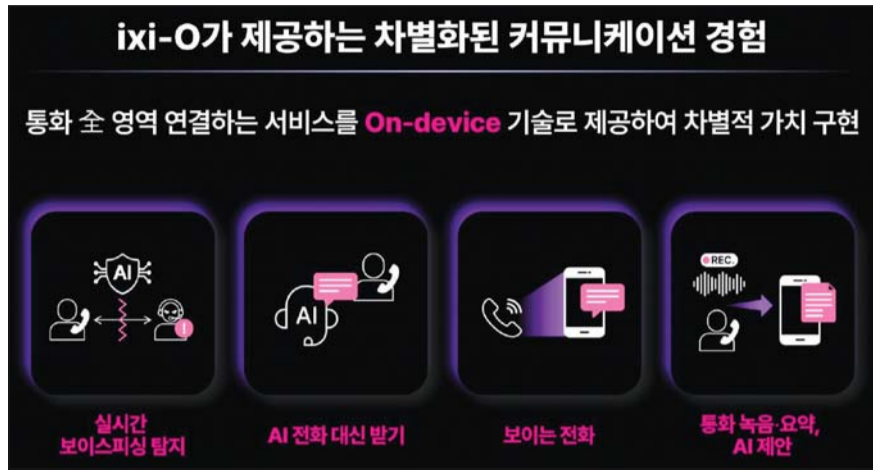 ixi-O가 제공하는 차별화된 커뮤니케이션 경험
통화 全 영역 연결하는 서비스를 On-device 기술로 제공하여 차별적 가치 구현
AI
!
AI
REC.
실시간
보이스피싱 탐지
AI 전화 대신 받기
보이는 전화
통화 녹음·요약,
AI 제안